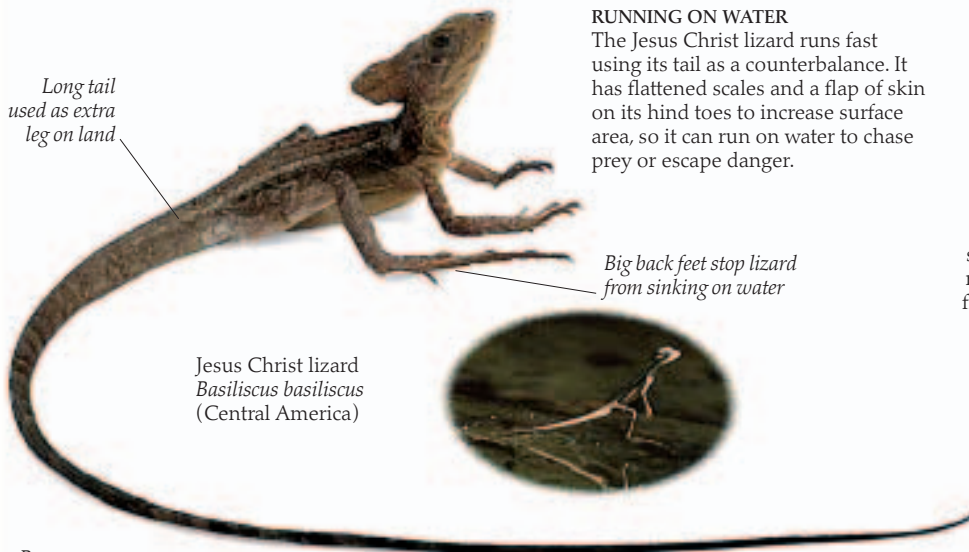 RUNNING ON WATER
The Jesus Christ lizard runs fast
using its tail as a counterbalance. It
has flattened scales and a flap of skin
on its hind toes to increase surface
area, so it can run on water to chase
prey or escape danger.
Long tail
used as extra
leg on land
Big back feet stop lizard
from sinking on water
Jesus Christ lizard
Basiliscus basiliscus
(Central America)